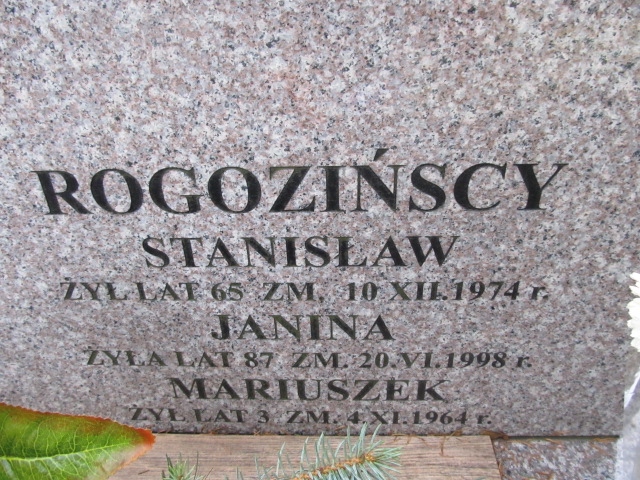 ROGOZIŃSCY
STANISŁAW
ŻYŁ LAT 65 ZM. 10 XII.1974 r.
JANINA
ŻYŁA LAT 87 ZM. 20.VI.1998 r.
MARIUSZEK
ŻYŁ LAT 3 ZM. 4.XI.1964 r.